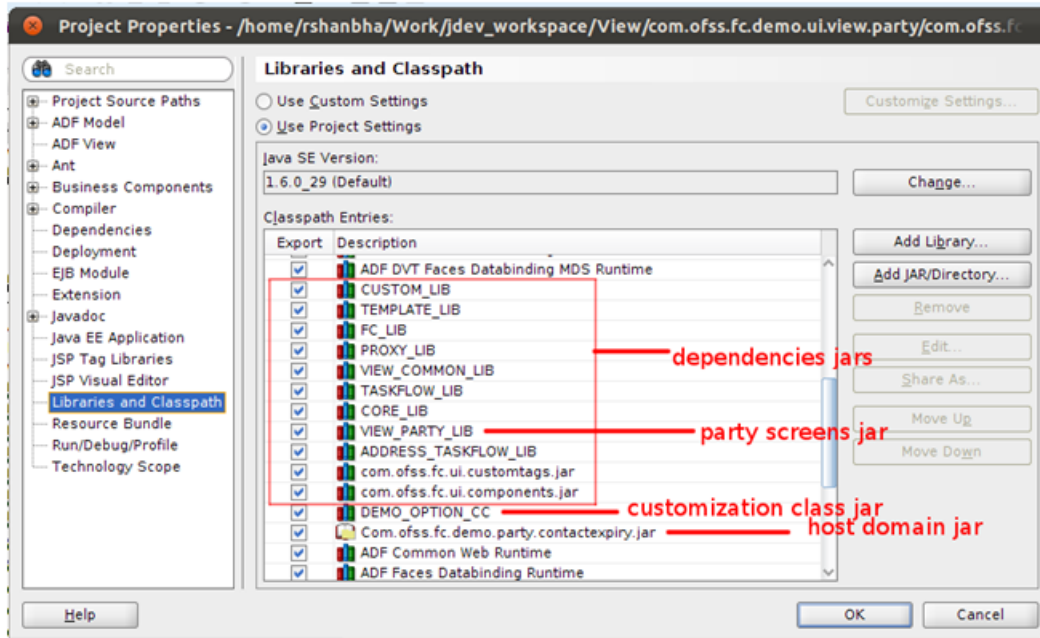 Project Properties - /home/rshanbha/Work/jdev_workspace/View/com.ofss.fc.demo.ui.view.party/com.ofss.fc
Search
Project Source Paths
ADF Model
ADF View
Ant
Business Components
Compiler
Dependencies
Deployment
EJB Module
Extension
Javadoc
Java EE Application
JSP Tag Libraries
JSP Visual Editor
Libraries and Classpath
Resource Bundle
Run/Debug/Profile
Technology Scope
Libraries and Classpath
Use Custom Settings
Customize Settings...
Use Project Settings
Java SE Version:
1.6.0_29 (Default)
Change...
Classpath Entries:
Export Description
ADF DVT Faces Databinding MDS Runtime
CUSTOM_LIB
TEMPLATE_LIB
FC_LIB
PROXY_LIB
dependencies jars
VIEW_COMMON_LIB
TASKFLOW_LIB
CORE_LIB
VIEW_PARTY_LIB
party screens jar
ADDRESS_TASKFLOW_LIB
com.ofss.fc.ui.customtags.jar
com.ofss.fc.ui.components.jar
DEMO_OPTION_CC
customization class jar
Com.ofss.fc.demo.party.contactexpiry.jar
host domain jar
ADF Common Web Runtime
ADF Faces Databinding Runtime
Add Library...
Add JAR/Directory...
Remove
Edit...
Share As...
Move Up
Move Down
Help
OK
Cancel